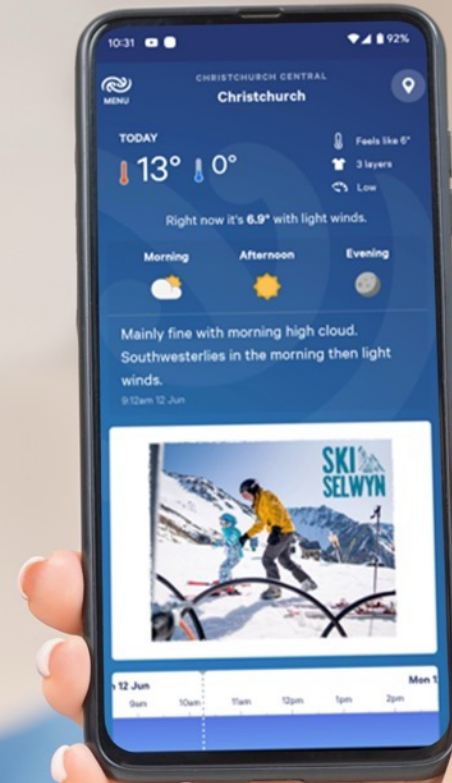 10:31
92%
MENU
CHRISTCHURCH CENTRAL
Christchurch
TODAY
13° 0°
Feels like 6°
3 layers
Low
Right now it's 6.9° with light winds.
Morning Afternoon Evening
Mainly fine with morning high cloud.
Southwesterlies in the morning then light
winds.
9:12am 12 Jun
SKI
SELWYN
12 Jun
Mon 1
9am 10am 11am 12pm 1pm 2pm